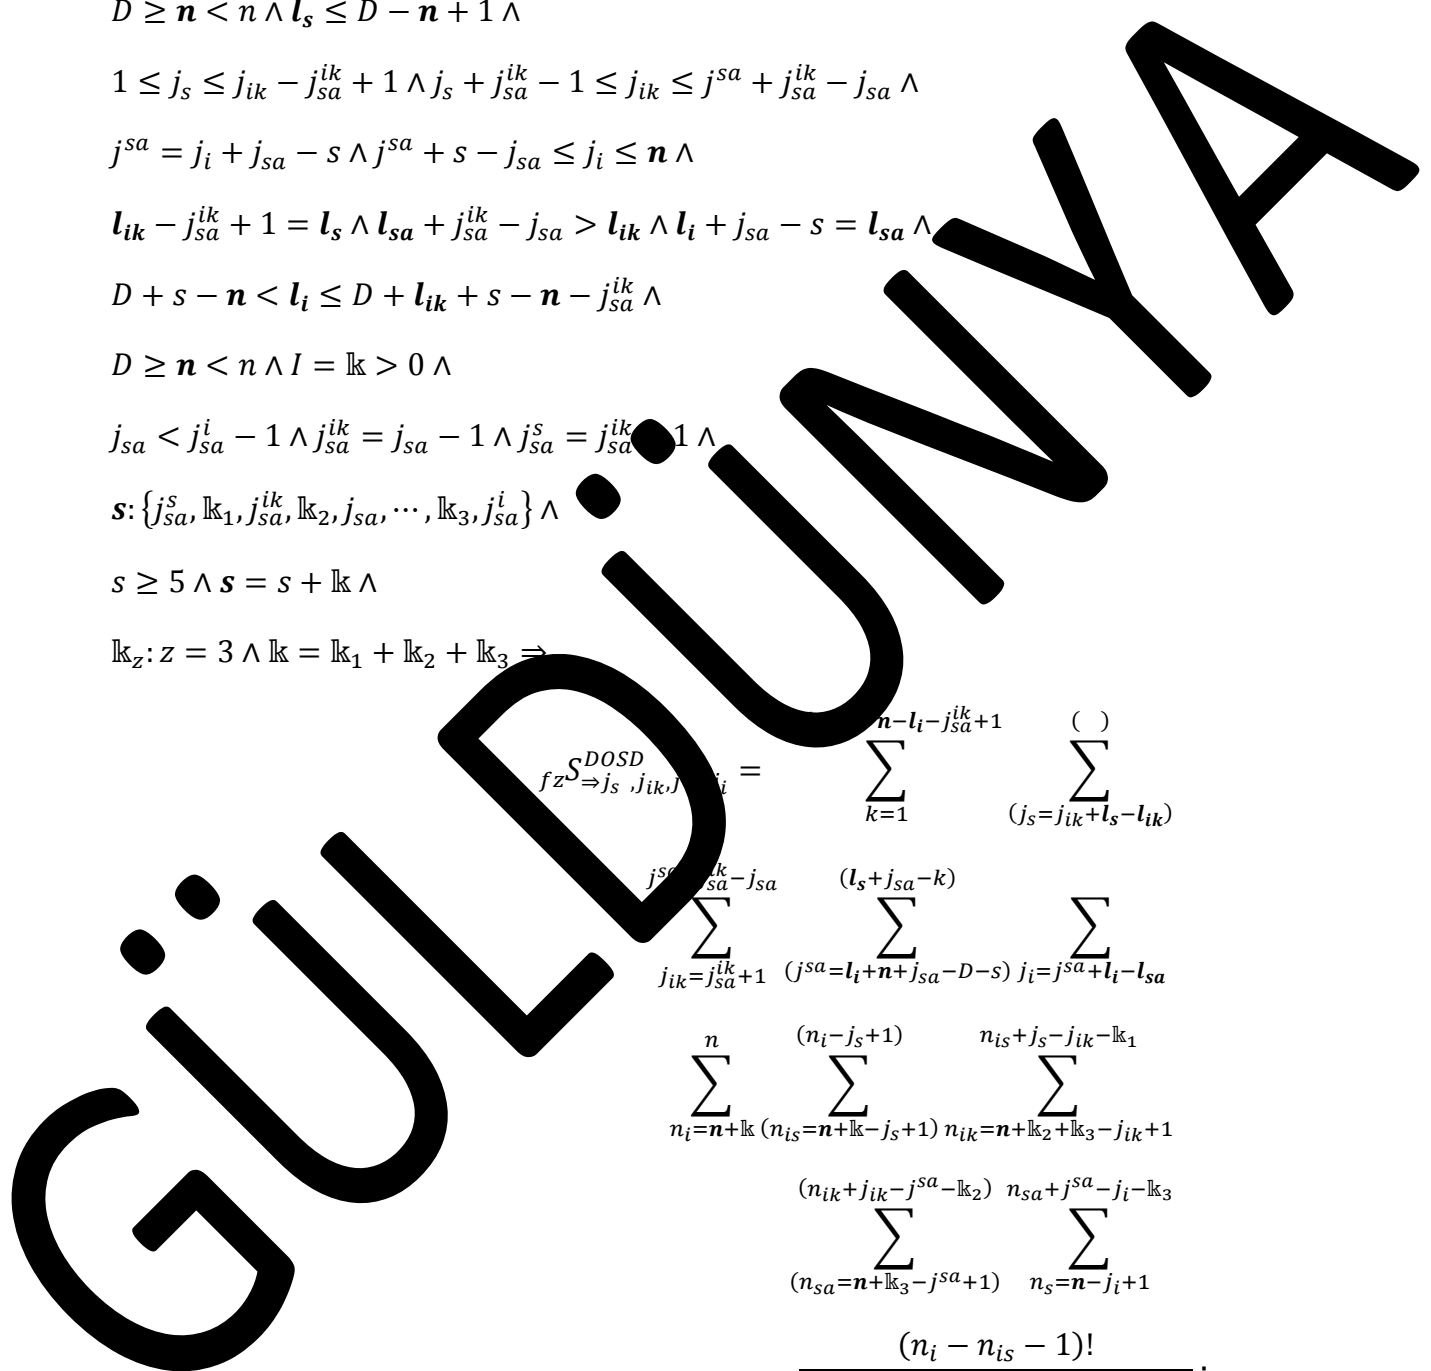 D ≥ n < n ∧ l_s ≤ D − n + 1 ∧
1 ≤ j_s ≤ j_{ik} − j_{sa}^{ik} + 1 ∧ j_s + j_{sa}^{ik} − 1 ≤ j_{ik} ≤ j^{sa} + j_{sa}^{ik} − j_{sa} ∧
j^{sa} = j_i + j_{sa} − s ∧ j^{sa} + s − j_{sa} ≤ j_i ≤ n ∧
l_{ik} − j_{sa}^{ik} + 1 = l_s ∧ l_{sa} + j_{sa}^{ik} − j_{sa} > l_{ik} ∧ l_i + j_{sa} − s = l_{sa} ∧
D + s − n < l_i ≤ D + l_{ik} + s − n − j_{sa}^{ik} ∧
D ≥ n < n ∧ I = 𝕜 > 0 ∧
j_{sa} < j_{sa}^{i} − 1 ∧ j_{sa}^{ik} = j_{sa} − 1 ∧ j_{sa}^{s} = j_{sa}^{ik} 1 ∧
s: {j_{sa}^{s}, 𝕜_1, j_{sa}^{ik}, 𝕜_2, j_{sa}, ⋯, 𝕜_3, j_{sa}^{i}} ∧
s ≥ 5 ∧ s = s + 𝕜 ∧
𝕜_z: z = 3 ∧ 𝕜 = 𝕜_1 + 𝕜_2 + 𝕜_3 ⇒
_{fz}S_{⇒j_s, j_{ik}, i}^{DOSD} = ∑_{k=1}^{n−l_i−j_{sa}^{ik}+1} ∑_{(j_s=j_{ik}+l_s−l_{ik})}^{( )}
∑_{j_{ik}=j_{sa}^{ik}+1}^{−j_{sa}} ∑_{(j^{sa}=l_i+n+j_{sa}−D−s)}^{(l_s+j_{sa}−k)} ∑_{j_i=j^{sa}+l_i−l_{sa}}
∑_{n_i=n+𝕜}^{n} ∑_{(n_{is}=n+𝕜−j_s+1)}^{(n_i−j_s+1)} ∑_{n_{ik}=n+𝕜_2+𝕜_3−j_{ik}+1}^{n_{is}+j_s−j_{ik}−𝕜_1}
∑_{(n_{sa}=n+𝕜_3−j^{sa}+1)}^{(n_{ik}+j_{ik}−j^{sa}−𝕜_2)} ∑_{n_s=n−j_i+1}^{n_{sa}+j^{sa}−j_i−𝕜_3}
(n_i − n_{is} − 1)! ·
GÜLDÜNYA